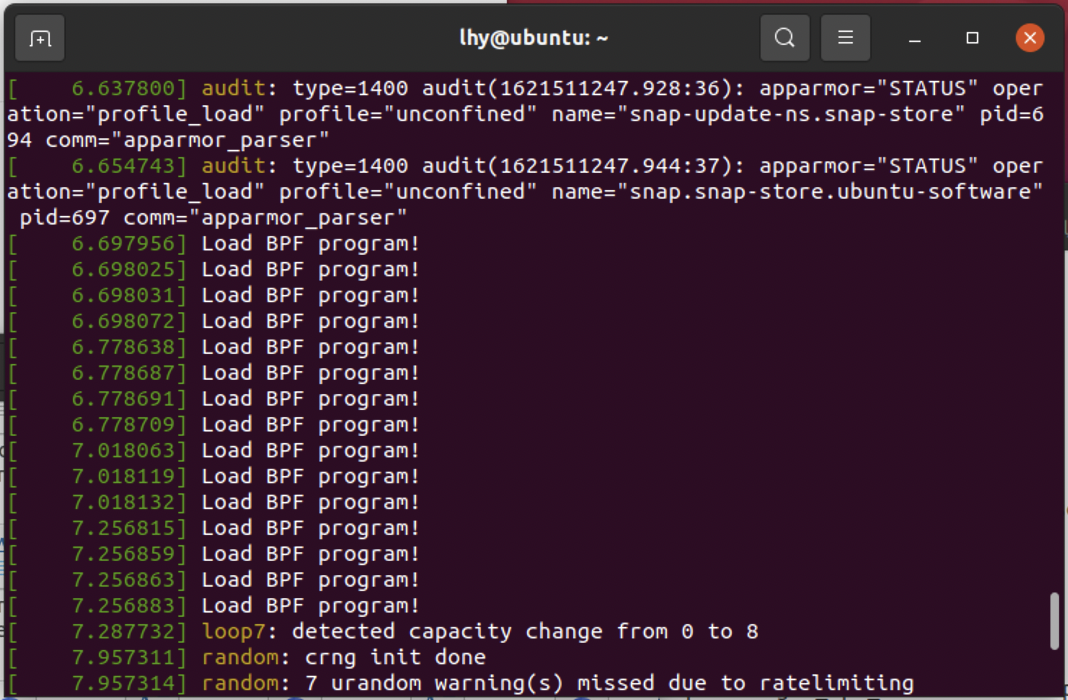 lhy@ubuntu: ~
[    6.637800] audit: type=1400 audit(1621511247.928:36): apparmor="STATUS" oper
ation="profile_load" profile="unconfined" name="snap-update-ns.snap-store" pid=6
94 comm="apparmor_parser"
[    6.654743] audit: type=1400 audit(1621511247.944:37): apparmor="STATUS" oper
ation="profile_load" profile="unconfined" name="snap.snap-store.ubuntu-software"
 pid=697 comm="apparmor_parser"
[    6.697956] Load BPF program!
[    6.698025] Load BPF program!
[    6.698031] Load BPF program!
[    6.698072] Load BPF program!
[    6.778638] Load BPF program!
[    6.778687] Load BPF program!
[    6.778691] Load BPF program!
[    6.778709] Load BPF program!
[    7.018063] Load BPF program!
[    7.018119] Load BPF program!
[    7.018132] Load BPF program!
[    7.256815] Load BPF program!
[    7.256859] Load BPF program!
[    7.256863] Load BPF program!
[    7.256883] Load BPF program!
[    7.287732] loop7: detected capacity change from 0 to 8
[    7.957311] random: crng init done
[    7.957314] random: 7 urandom warning(s) missed due to ratelimiting